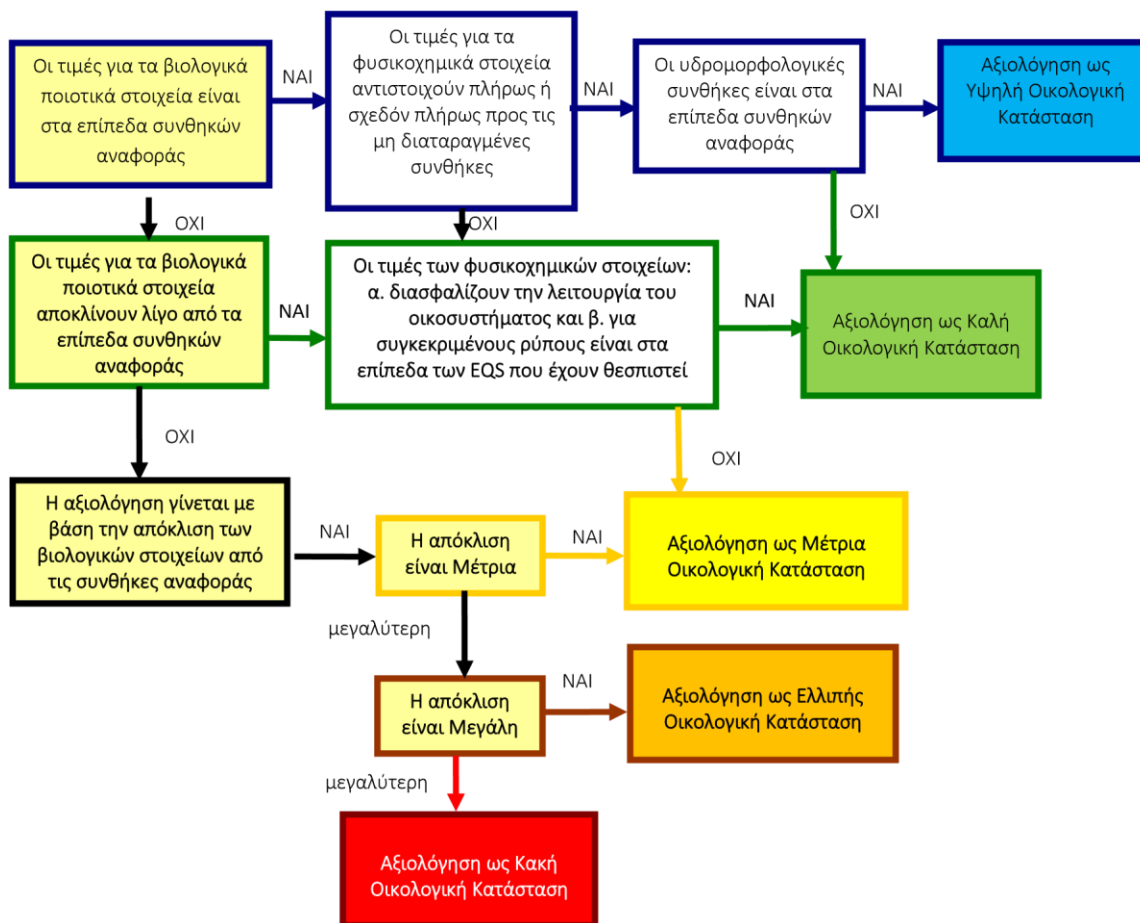 Οι τιμές για τα βιολογικά
ποιοτικά στοιχεία είναι
στα επίπεδα συνθηκών
αναφοράς
ΝΑΙ
Οι τιμές για τα
φυσικοχημικά στοιχεία
αντιστοιχούν πλήρως ή
σχεδόν πλήρως προς τις
μη διαταραγμένες
συνθήκες
ΝΑΙ
Οι υδρομορφολογικές
συνθήκες είναι στα
επίπεδα συνθηκών
αναφοράς
ΝΑΙ
Αξιολόγηση ως
Υψηλή Οικολογική
Κατάσταση
ΟΧΙ
ΟΧΙ
ΟΧΙ
Οι τιμές για τα βιολογικά
ποιοτικά στοιχεία
αποκλίνουν λίγο από τα
επίπεδα συνθηκών
αναφοράς
ΝΑΙ
Οι τιμές των φυσικοχημικών στοιχείων:
α. διασφαλίζουν την λειτουργία του
οικοσυστήματος και β. για
συγκεκριμένους ρύπους είναι στα
επίπεδα των EQS που έχουν θεσπιστεί
ΝΑΙ
Αξιολόγηση ως Καλή
Οικολογική Κατάσταση
ΟΧΙ
ΟΧΙ
Η αξιολόγηση γίνεται με
βάση την απόκλιση των
βιολογικών στοιχείων από
τις συνθήκες αναφοράς
ΝΑΙ
Η απόκλιση
είναι Μέτρια
ΝΑΙ
Αξιολόγηση ως Μέτρια
Οικολογική Κατάσταση
μεγαλύτερη
Η απόκλιση
είναι Μεγάλη
ΝΑΙ
Αξιολόγηση ως Ελλιπής
Οικολογική Κατάσταση
μεγαλύτερη
Αξιολόγηση ως Κακή
Οικολογική Κατάσταση